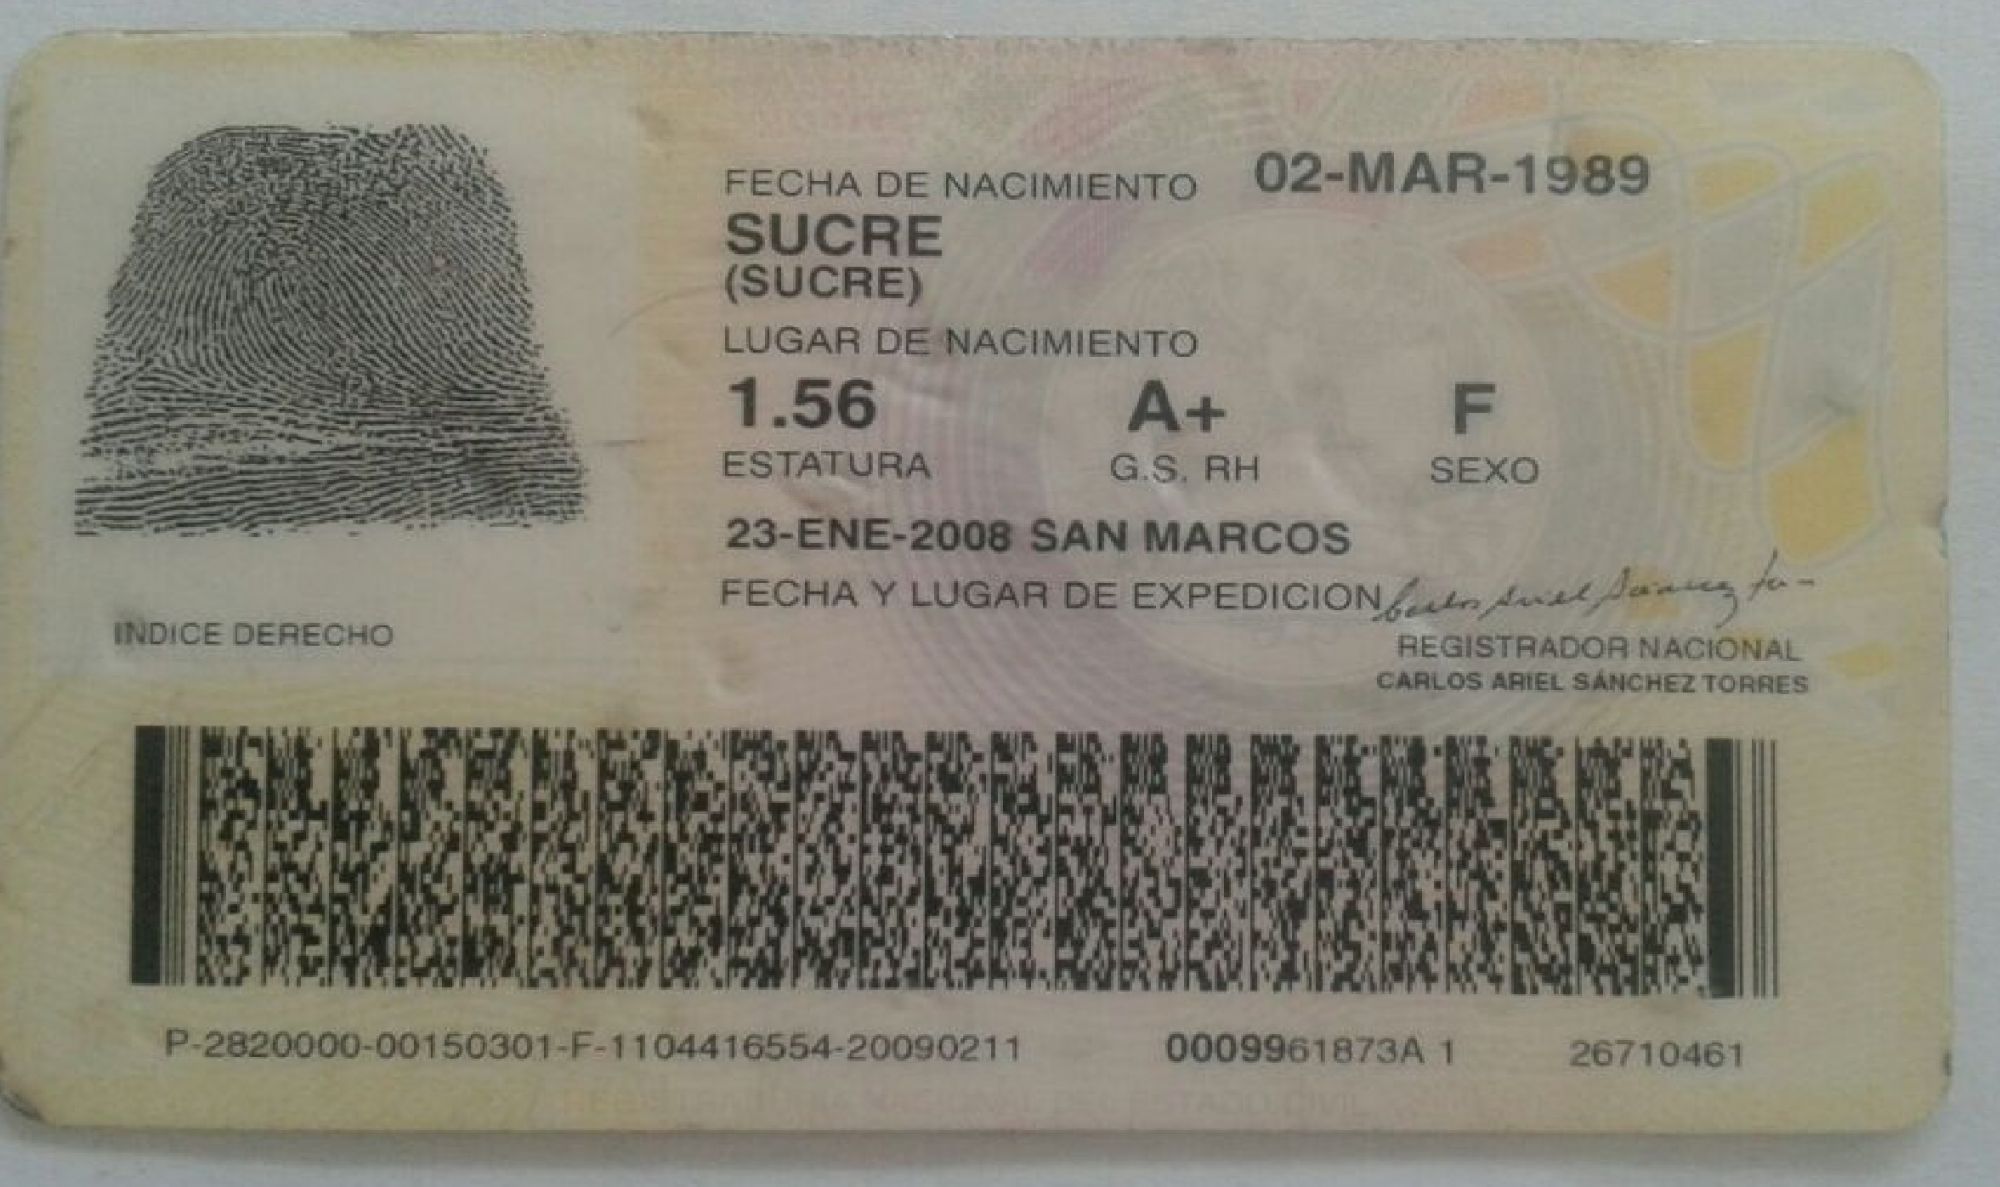 FECHA DE NACIMIENTO 02-MAR-1989
SUCRE
(SUCRE)
LUGAR DE NACIMIENTO
1.56 A+ F
ESTATURA G.S. RH SEXO
23-ENE-2008 SAN MARCOS
FECHA Y LUGAR DE EXPEDICION
INDICE DERECHO
REGISTRADOR NACIONAL
CARLOS ARIEL SÁNCHEZ TORRES
P-2820000-00150301-F-1104416554-20090211 0009961873A 1 26710461